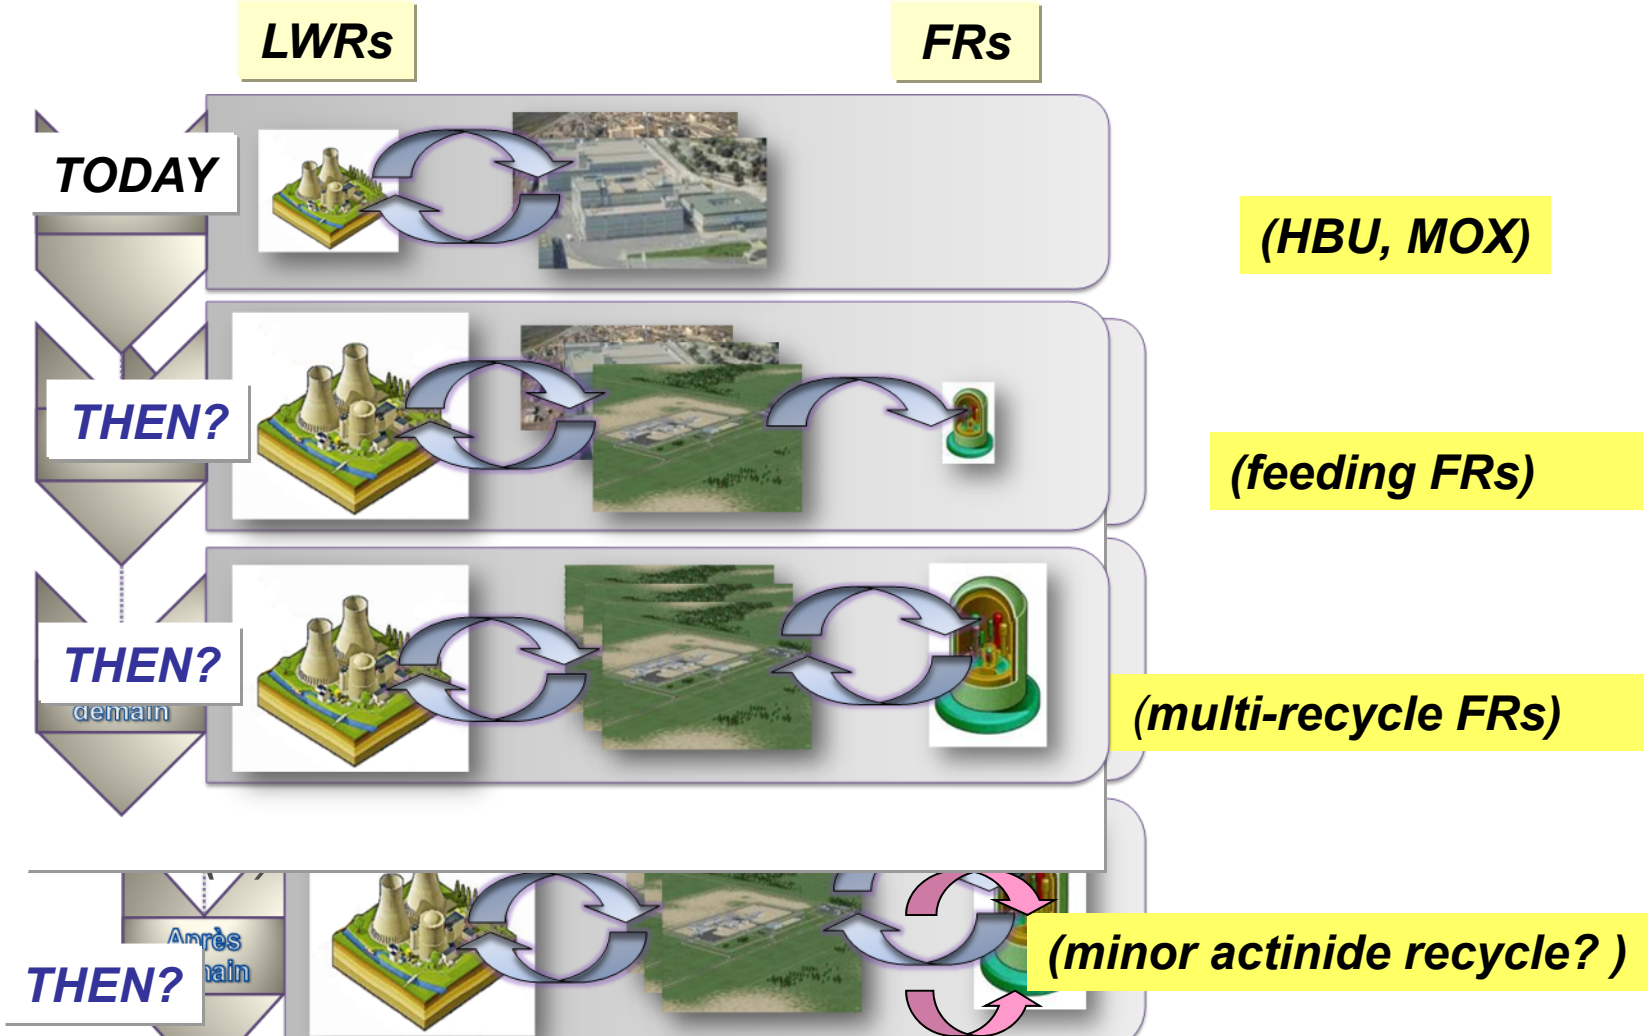 LWRs
FRs
TODAY
(HBU, MOX)
THEN?
(feeding FRs)
THEN?
demain
(multi-recycle FRs)
Après
THEN?
(minor actinide recycle? )